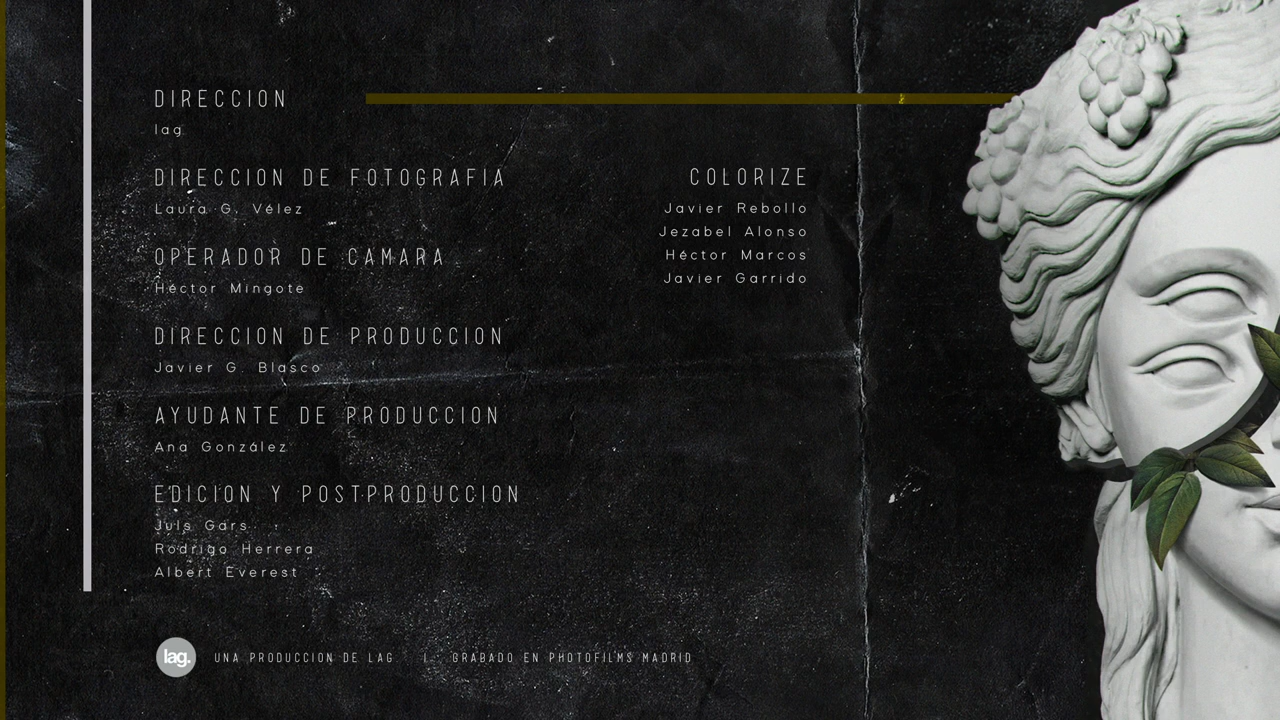 DIRECCION
lag
DIRECCION DE FOTOGRAFIA
Laura G. Vélez
OPERADOR DE CAMARA
Héctor Mingote
DIRECCION DE PRODUCCION
Javier G. Blasco
AYUDANTE DE PRODUCCION
Ana González
EDICION Y POSTPRODUCCION
Juls Gars
Rodrigo Herrera
Albert Everest
COLORIZE
Javier Rebollo
Jezabel Alonso
Héctor Marcos
Javier Garrido
lag.
UNA PRODUCCION DE LAG | GRABADO EN PHOTOFILMS MADRID